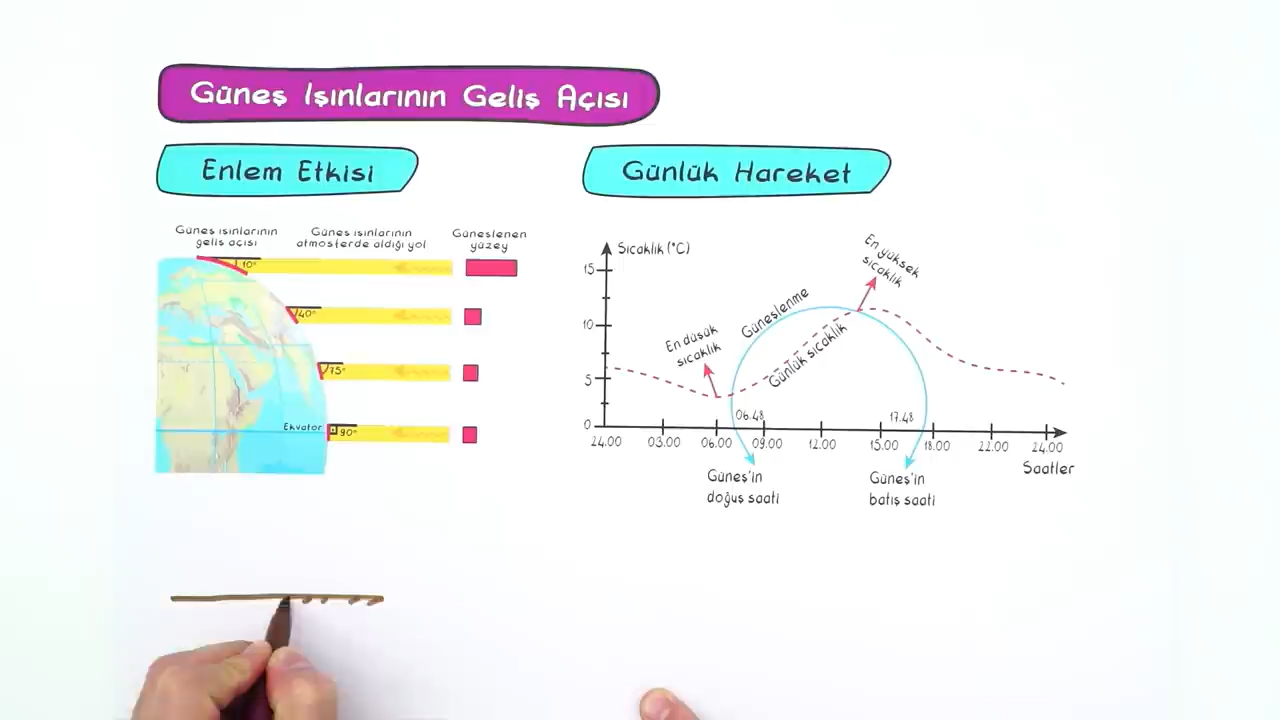 Güneş Işınlarının Geliş Açısı
Enlem Etkisi
Güneş ışınlarının
geliş açısı
Güneş ışınlarının
atmosferde aldığı yol
Güneşlenen
yüzey
10°
40°
75°
Ekvator
90°
Günlük Hareket
Sıcaklık (°C)
15
10
5
0
En yüksek
sıcaklık
Güneşlenme
En düşük
sıcaklık
Günlük sıcaklık
06.48
17.48
24.00
03.00
06.00
09.00
12.00
15.00
18.00
22.00
24.00
Saatler
Güneş'in
doğuş saati
Güneş'in
batış saati